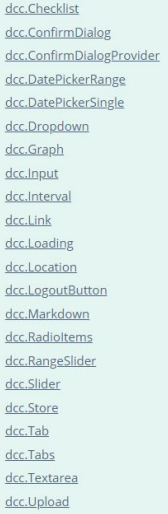 dcc.Checklist
dcc.ConfirmDialog
dcc.ConfirmDialogProvider
dcc.DatePickerRange
dcc.DatePickerSingle
dcc.Dropdown
dcc.Graph
dcc.Input
dcc.Interval
dcc.Link
dcc.Loading
dcc.Location
dcc.LogoutButton
dcc.Markdown
dcc.RadioItems
dcc.RangeSlider
dcc.Slider
dcc.Store
dcc.Tab
dcc.Tabs
dcc.Textarea
dcc.Upload